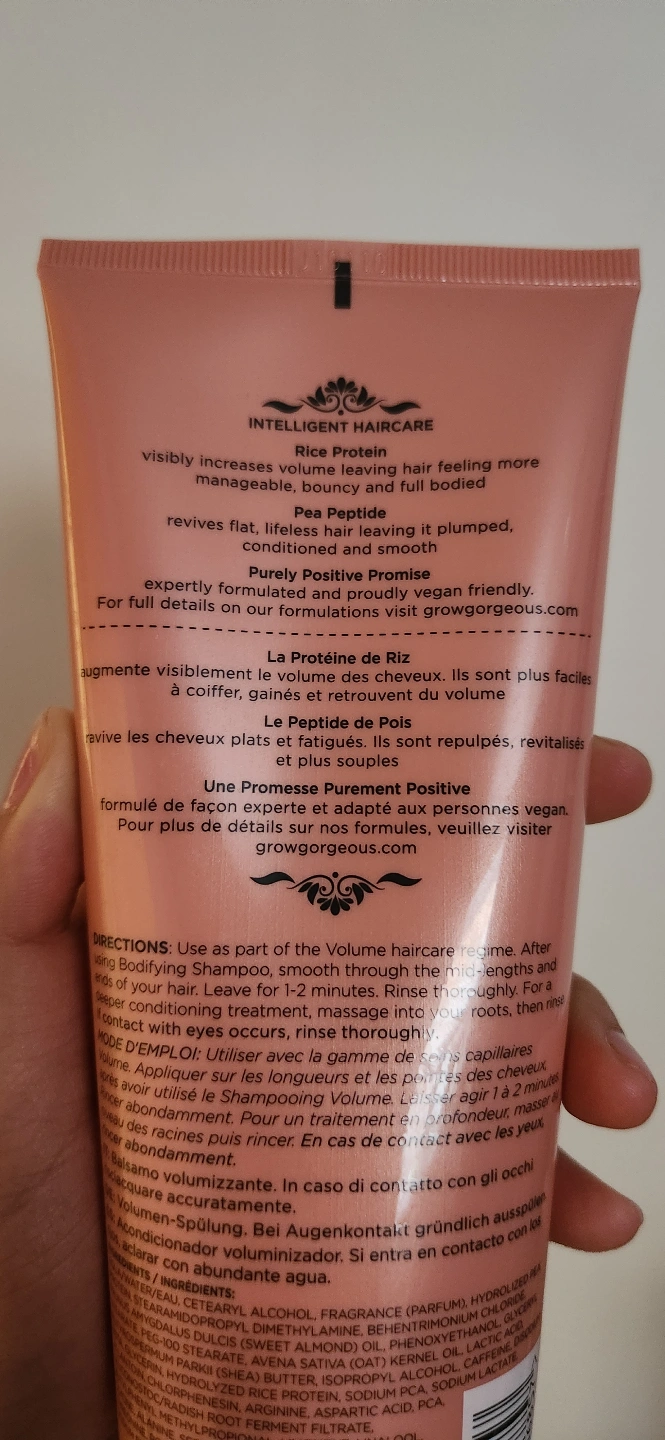 INTELLIGENT HAIRCARE
Rice Protein
visibly increases volume leaving hair feeling more
manageable, bouncy and full bodied
Pea Peptide
revives flat, lifeless hair leaving it plumped,
conditioned and smooth
Purely Positive Promise
expertly formulated and proudly vegan friendly.
For full details on our formulations visit growgorgeous.com
La Protéine de Riz
augmente visiblement le volume des cheveux. Ils sont plus faciles
à coiffer, gainés et retrouvent du volume
Le Peptide de Pois
ravive les cheveux plats et fatigués. Ils sont repulpés, revitalisés
et plus souples
Une Promesse Purement Positive
formulé de façon experte et adapté aux personnes vegan.
Pour plus de détails sur nos formules, veuillez visiter
growgorgeous.com
DIRECTIONS: Use as part of the Volume haircare regime. After
Bodifying Shampoo, smooth through the mid-lengths and
ends of your hair. Leave for 1-2 minutes. Rinse thoroughly. For a
deeper conditioning treatment, massage into your roots, then rinse
If contact with eyes occurs, rinse thoroughly.
MODE D'EMPLOI: Utiliser avec la gamme de soins capillaires
Volume. Appliquer sur les longueurs et les pointes des cheveux,
après avoir utilisé le Shampooing Volume. Laisser agir 1 à 2 minutes
abondamment. Pour un traitement en profondeur, masser
des racines puis rincer. En cas de contact avec les yeux,
abondamment.
Balsamo volumizzante. In caso di contatto con gli occhi
accuratamente.
Volumen-Spülung. Bei Augenkontakt gründlich ausspülen.
Acondicionador voluminizador. Si entra en contacto con los
aclarar con abundante agua.
/ INGRÉDIENTS:
CETEARYL ALCOHOL, FRAGRANCE (PARFUM), HYDROLYZED PEA
STEARAMIDOPROPYL DIMETHYLAMINE, BEHENTRIMONIUM CHLORIDE,
AMYGDALUS DULCIS (SWEET ALMOND) OIL, PHENOXYETHANOL,
PEG-100 STEARATE, AVENA SATIVA (OAT) KERNEL OIL, LACTIC ACID,
PARKII (SHEA) BUTTER, ISOPROPYL ALCOHOL, CAFFEINE,
HYDROLYZED RICE PROTEIN, SODIUM PCA, SODIUM LACTATE,
CHLORPHENESIN, ARGININE, ASPARTIC ACID, PCA,
ROOT FERMENT FILTRATE,